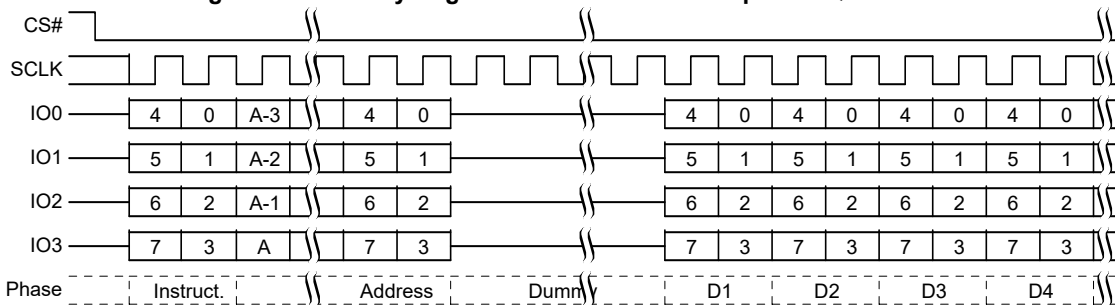 CS#
SCLK
IO0 4 0 A-3 4 0 4 0 4 0 4 0 4 0
IO1 5 1 A-2 5 1 5 1 5 1 5 1 5 1
IO2 6 2 A-1 6 2 6 2 6 2 6 2 6 2
IO3 7 3 A 7 3 7 3 7 3 7 3 7 3
Phase Instruct. Address Dummy D1 D2 D3 D4